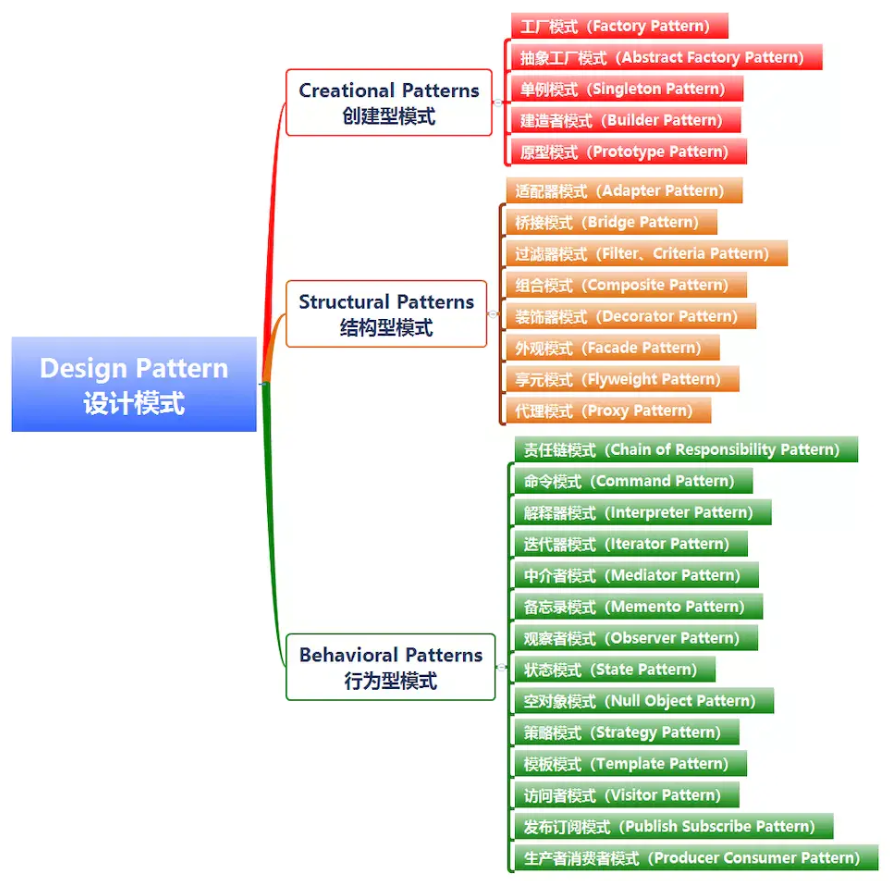 Design Pattern
设计模式
Creational Patterns
创建型模式
工厂模式（Factory Pattern）
抽象工厂模式（Abstract Factory Pattern）
单例模式（Singleton Pattern）
建造者模式（Builder Pattern）
原型模式（Prototype Pattern）
Structural Patterns
结构型模式
适配器模式（Adapter Pattern）
桥接模式（Bridge Pattern）
过滤器模式（Filter、Criteria Pattern）
组合模式（Composite Pattern）
装饰器模式（Decorator Pattern）
外观模式（Facade Pattern）
享元模式（Flyweight Pattern）
代理模式（Proxy Pattern）
Behavioral Patterns
行为型模式
责任链模式（Chain of Responsibility Pattern）
命令模式（Command Pattern）
解释器模式（Interpreter Pattern）
迭代器模式（Iterator Pattern）
中介者模式（Mediator Pattern）
备忘录模式（Memento Pattern）
观察者模式（Observer Pattern）
状态模式（State Pattern）
空对象模式（Null Object Pattern）
策略模式（Strategy Pattern）
模板模式（Template Pattern）
访问者模式（Visitor Pattern）
发布订阅模式（Publish Subscribe Pattern）
生产者消费者模式（Producer Consumer Pattern）